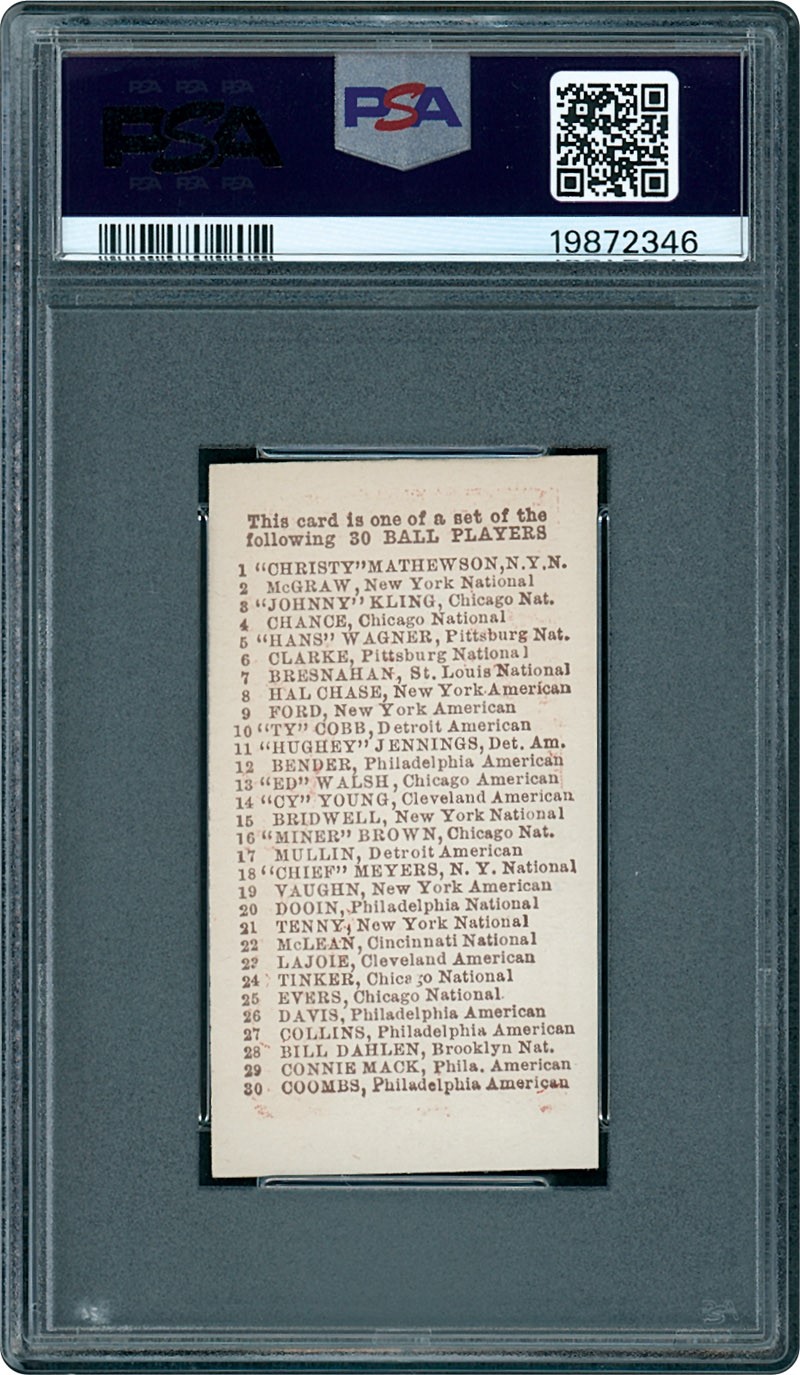 PSA PSA PSA
PSA
PSA PSA PSA
PSA
19872346
This card is one of a set of the
following 30 BALL PLAYERS
1 "CHRISTY" MATHEWSON, N.Y.N.
2 McGRAW, New York National
3 "JOHNNY" KLING, Chicago Nat.
4 CHANCE, Chicago National
5 "HANS" WAGNER, Pittsburg Nat.
6 CLARKE, Pittsburg National
7 BRESNAHAN, St. Louis National
8 HAL CHASE, New York American
9 FORD, New York American
10 "TY" COBB, Detroit American
11 "HUGHEY" JENNINGS, Det. Am.
12 BENDER, Philadelphia American
13 "ED" WALSH, Chicago American
14 "CY" YOUNG, Cleveland American
15 BRIDWELL, New York National
16 "MINER" BROWN, Chicago Nat.
17 MULLIN, Detroit American
18 "CHIEF" MEYERS, N. Y. National
19 VAUGHN, New York American
20 DOOIN, Philadelphia National
21 TENNY, New York National
22 McLEAN, Cincinnati National
23 LAJOIE, Cleveland American
24 TINKER, Chicago National
25 EVERS, Chicago National
26 DAVIS, Philadelphia American
27 COLLINS, Philadelphia American
28 BILL DAHLEN, Brooklyn Nat.
29 CONNIE MACK, Phila. American
30 COOMBS, Philadelphia American
PSA